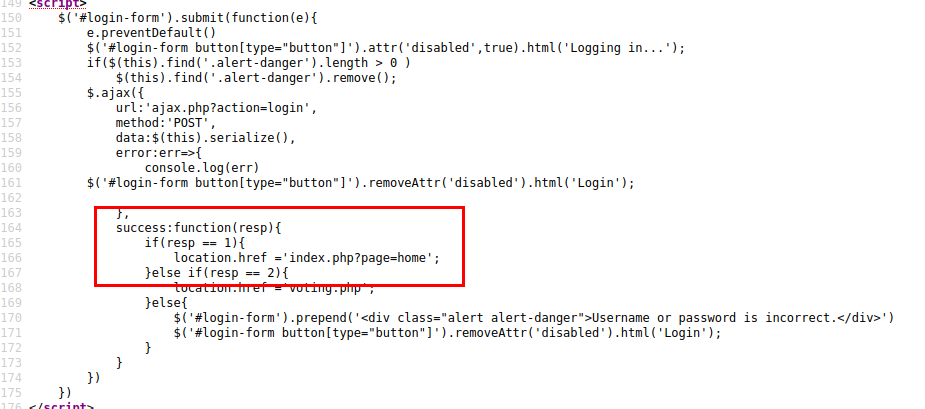 149 <script>
150 $('#login-form').submit(function(e){
151 e.preventDefault()
152 $('#login-form button[type="button"]').attr('disabled',true).html('Logging in...');
153 if($(this).find('.alert-danger').length > 0 )
154 $(this).find('.alert-danger').remove();
155 $.ajax({
156 url:'ajax.php?action=login',
157 method:'POST',
158 data:$(this).serialize(),
159 error:err=>{
160 console.log(err)
161 $('#login-form button[type="button"]').removeAttr('disabled').html('Login');
162
163 },
164 success:function(resp){
165 if(resp == 1){
166 location.href ='index.php?page=home';
167 }else if(resp == 2){
168 location.href ='voting.php';
169 }else{
170 $('#login-form').prepend('<div class="alert alert-danger">Username or password is incorrect.</div>')
171 $('#login-form button[type="button"]').removeAttr('disabled').html('Login');
172 }
173 }
174 })
175 })
176 </script>